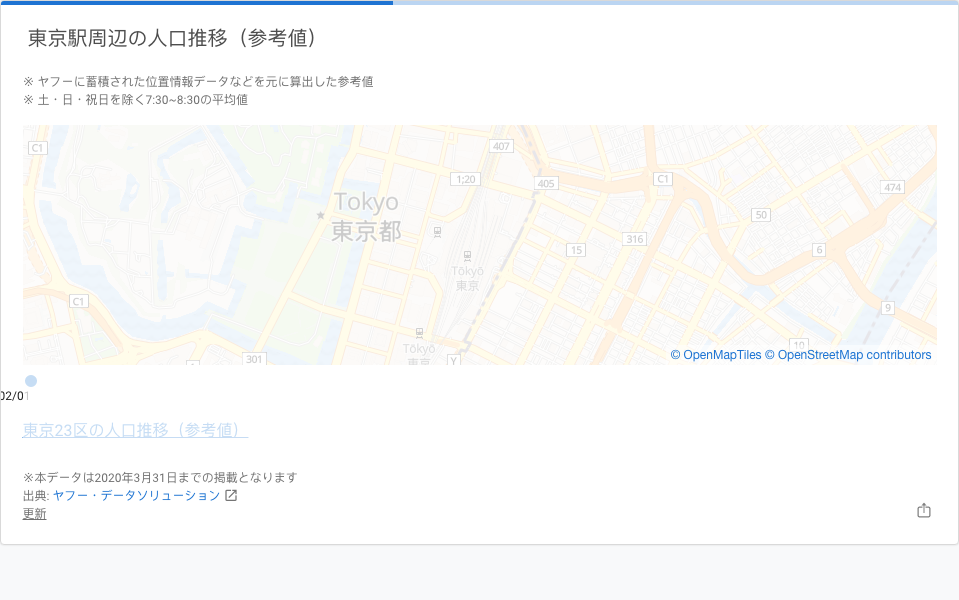 東京駅周辺の人口推移（参考値）
※ ヤフーに蓄積された位置情報データなどを元に算出した参考値
※ 土・日・祝日を除く7:30~8:30の平均値
C1
407
1;20
405
C1
474
Tokyo
東京都
50
316
15
6
Tōkyō
東京
C1
9
10
Tōkyō
東京
Y
301
1
© OpenMapTiles © OpenStreetMap contributors
02/01
東京23区の人口推移（参考値）
※本データは2020年3月31日までの掲載となります
出典: ヤフー・データソリューション
更新